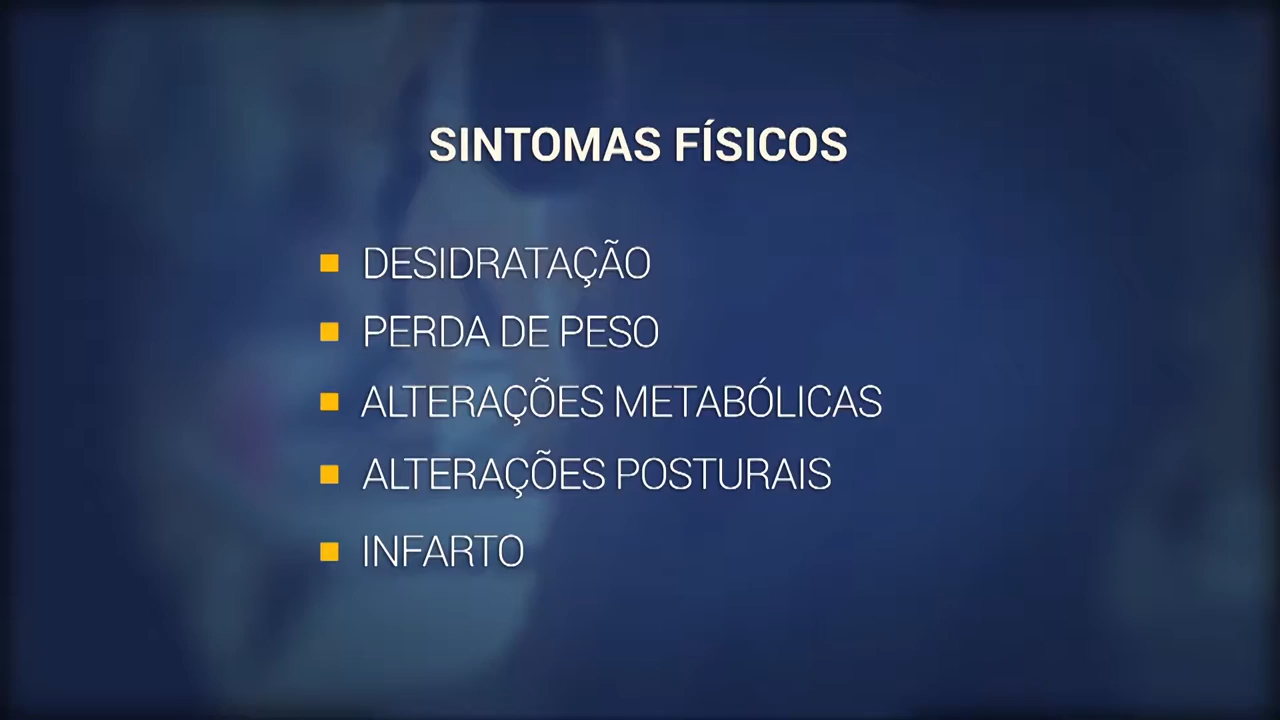 SINTOMAS FÍSICOS
DESIDRATAÇÃO
PERDA DE PESO
ALTERAÇÕES METABÓLICAS
ALTERAÇÕES POSTURAIS
INFARTO